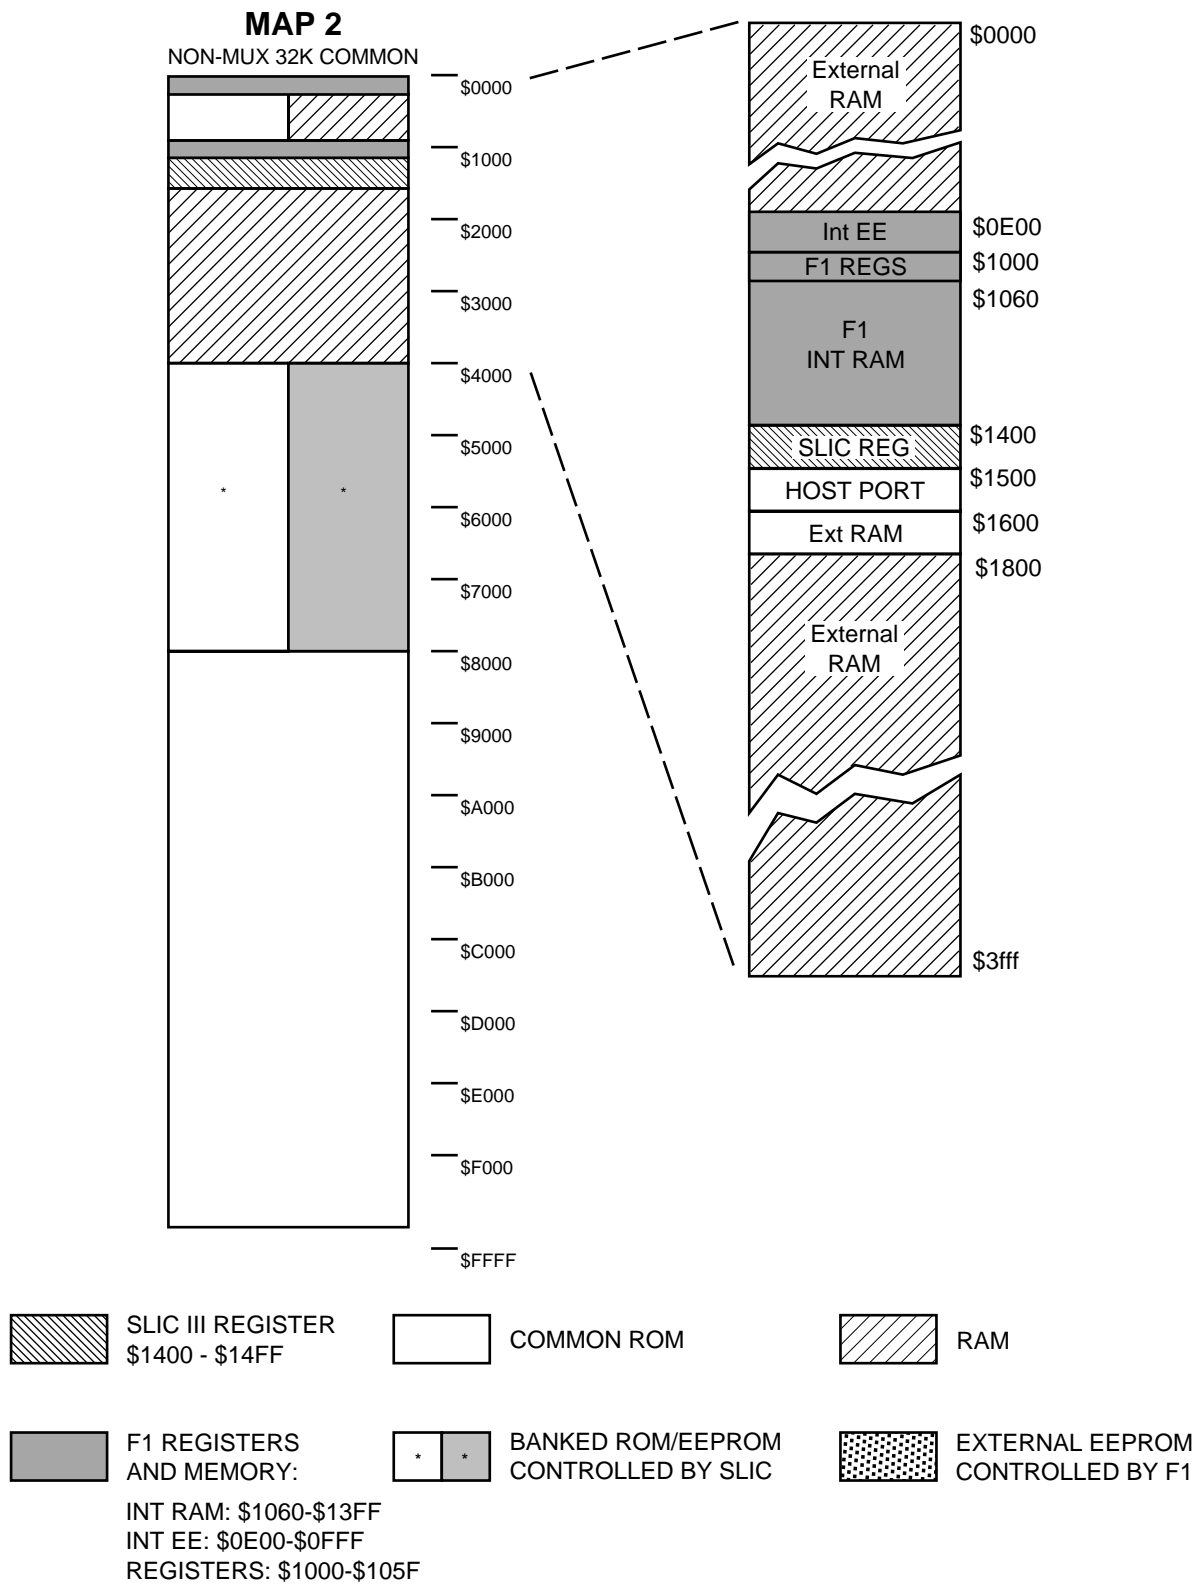 MAP 2
NON-MUX 32K COMMON
$0000
$1000
$2000
$3000
$4000
$5000
$6000
$7000
$8000
$9000
$A000
$B000
$C000
$D000
$E000
$F000
$FFFF
*
*
External
RAM
$0000
Int EE
$0E00
F1 REGS
$1000
$1060
F1
INT RAM
SLIC REG
$1400
HOST PORT
$1500
Ext RAM
$1600
$1800
External
RAM
$3fff
SLIC III REGISTER
$1400 - $14FF
COMMON ROM
RAM
F1 REGISTERS
AND MEMORY:
INT RAM: $1060-$13FF
INT EE: $0E00-$0FFF
REGISTERS: $1000-$105F
* *
BANKED ROM/EEPROM
CONTROLLED BY SLIC
EXTERNAL EEPROM
CONTROLLED BY F1